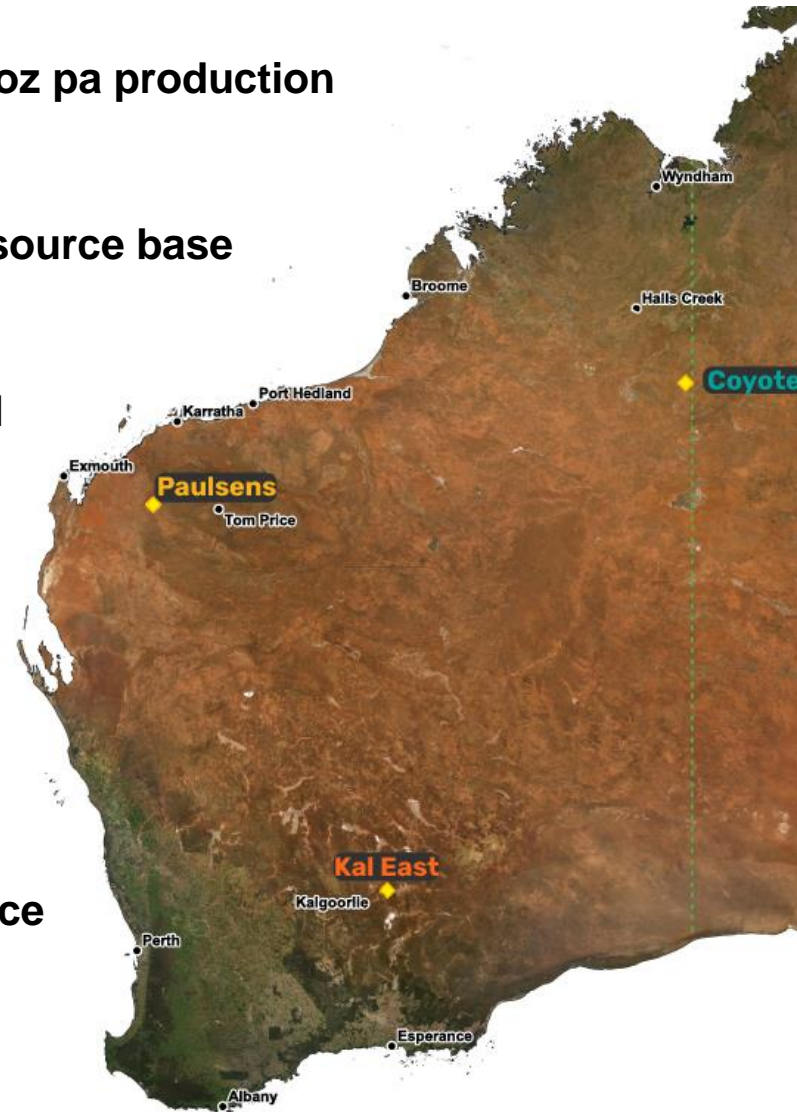 oz pa production
Wyndham
source base
Broome
Halls Creek
Coyote
Port Hedland
Karratha
Exmouth
Paulsens
Tom Price
Kal East
Kalgoorlie
ce
Perth
Esperance
Albany